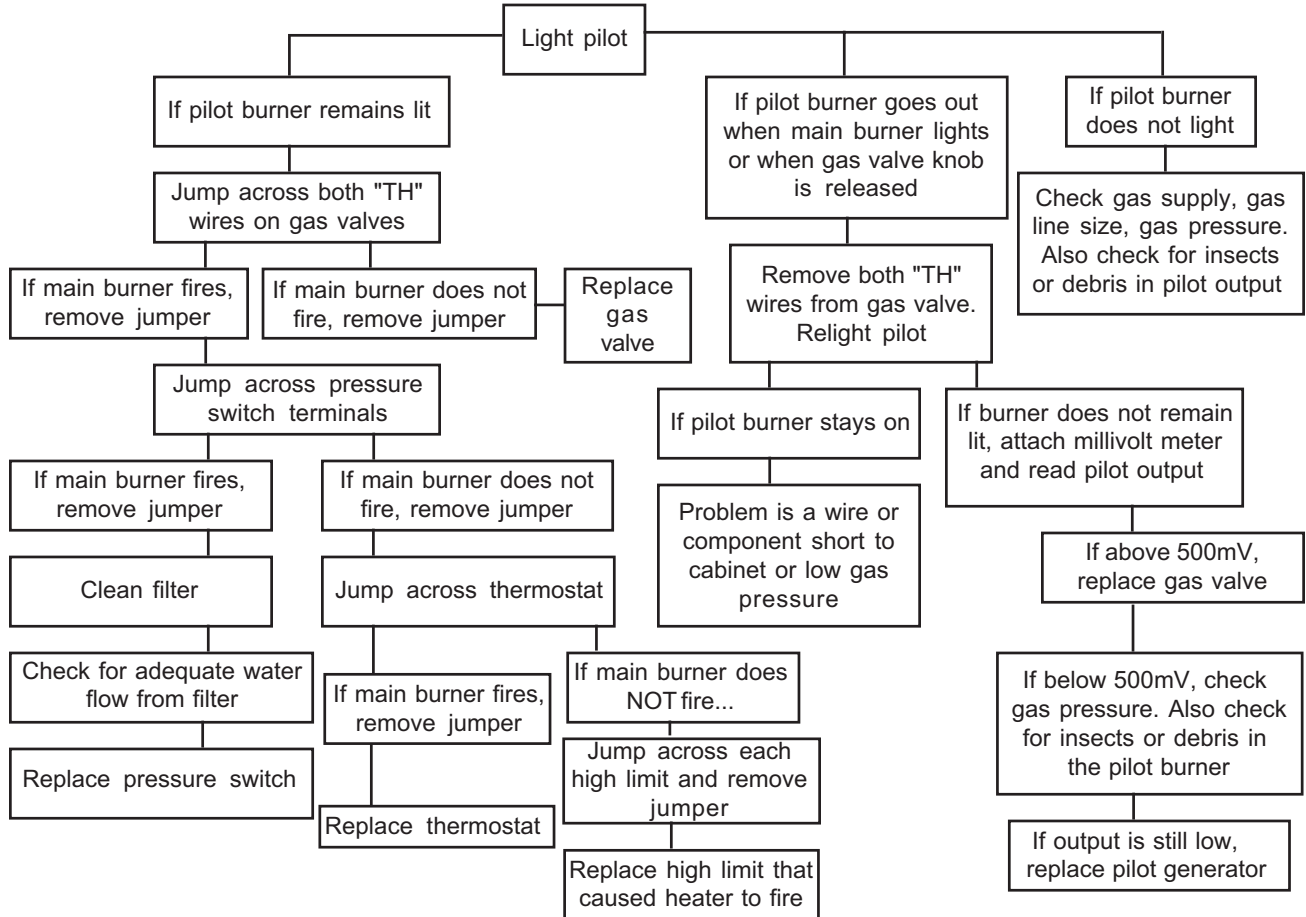 Light pilot
If pilot burner remains lit
If pilot burner goes out
when main burner lights
or when gas valve knob
is released
If pilot burner
does not light
Jump across both "TH"
wires on gas valves
Check gas supply, gas
line size, gas pressure.
Also check for insects
or debris in pilot output
If main burner fires,
remove jumper
If main burner does not
fire, remove jumper
Replace
gas
valve
Remove both "TH"
wires from gas valve.
Relight pilot
Jump across pressure
switch terminals
If pilot burner stays on
If burner does not remain
lit, attach millivolt meter
and read pilot output
If main burner fires,
remove jumper
If main burner does not
fire, remove jumper
Problem is a wire or
component short to
cabinet or low gas
pressure
If above 500mV,
replace gas valve
Clean filter
Jump across thermostat
Check for adequate water
flow from filter
If main burner fires,
remove jumper
If main burner does
NOT fire...
If below 500mV, check
gas pressure. Also check
for insects or debris in
the pilot burner
Replace pressure switch
Jump across each
high limit and remove
jumper
Replace thermostat
If output is still low,
replace pilot generator
Replace high limit that
caused heater to fire